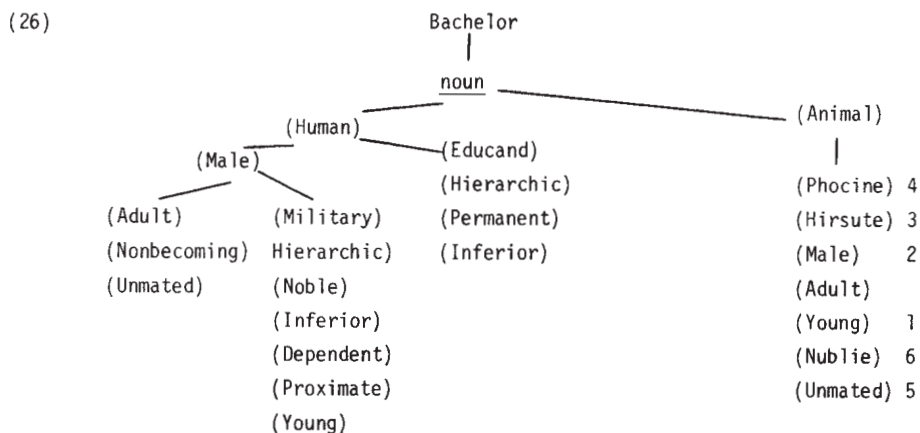 (26) Bachelor
noun
(Human) (Animal)
(Male) (Educand)
(Hierarchic) (Phocine) 4
(Adult) (Military) (Permanent) (Hirsute) 3
(Nonbecoming) Hierarchic) (Inferior) (Male) 2
(Unmated) (Noble) (Adult)
(Inferior) (Young) 1
(Dependent) (Nublie) 6
(Proximate) (Unmated) 5
(Young)